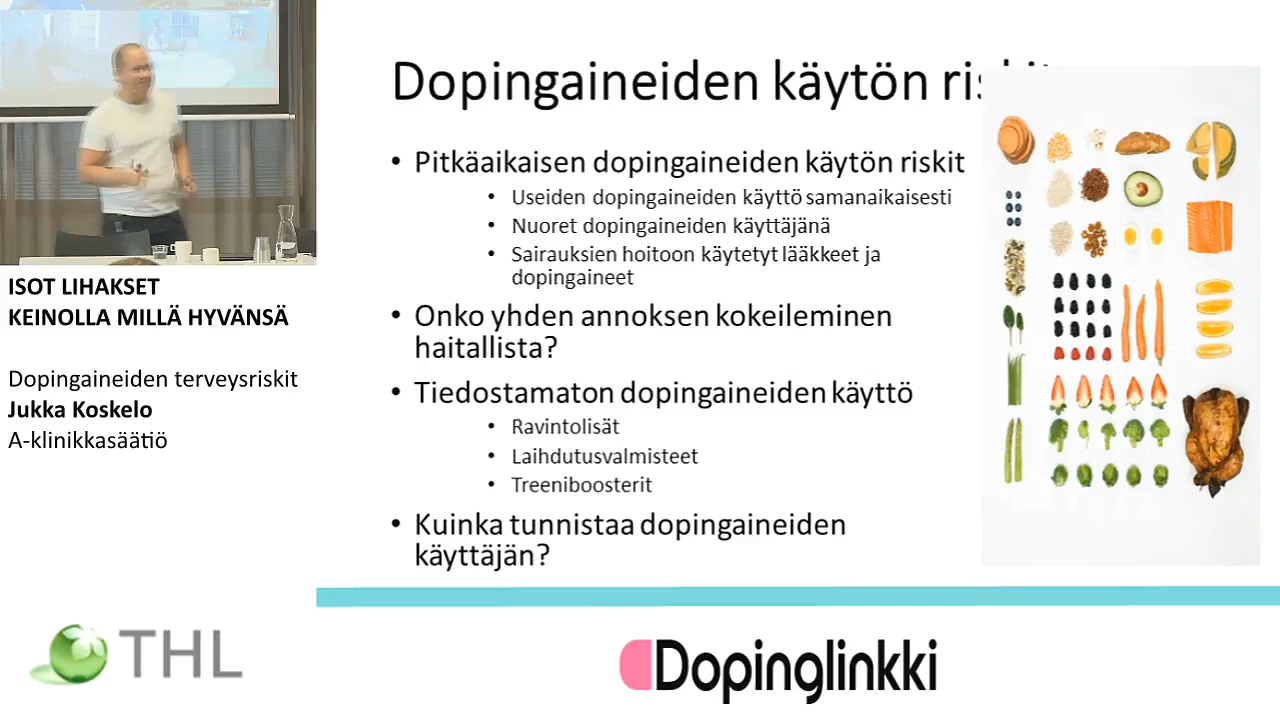 Dopingaineiden käytön riskit
• Pitkäaikaisen dopingaineiden käytön riskit
• Useiden dopingaineiden käyttö samanaikaisesti
• Nuoret dopingaineiden käyttäjänä
• Sairauksien hoitoon käytetyt lääkkeet ja
dopingaineet
• Onko yhden annoksen kokeileminen
haitallista?
• Tiedostamaton dopingaineiden käyttö
• Ravintolisät
• Laihdutusvalmisteet
• Treeniboosterit
• Kuinka tunnistaa dopingaineiden
käyttäjän?
ISOT LIHAKSET
KEINOLLA MILLÄ HYVÄNSÄ
Dopingaineiden terveysriskit
Jukka Koskelo
A-klinikkasäätiö
THL
Dopinglinkki